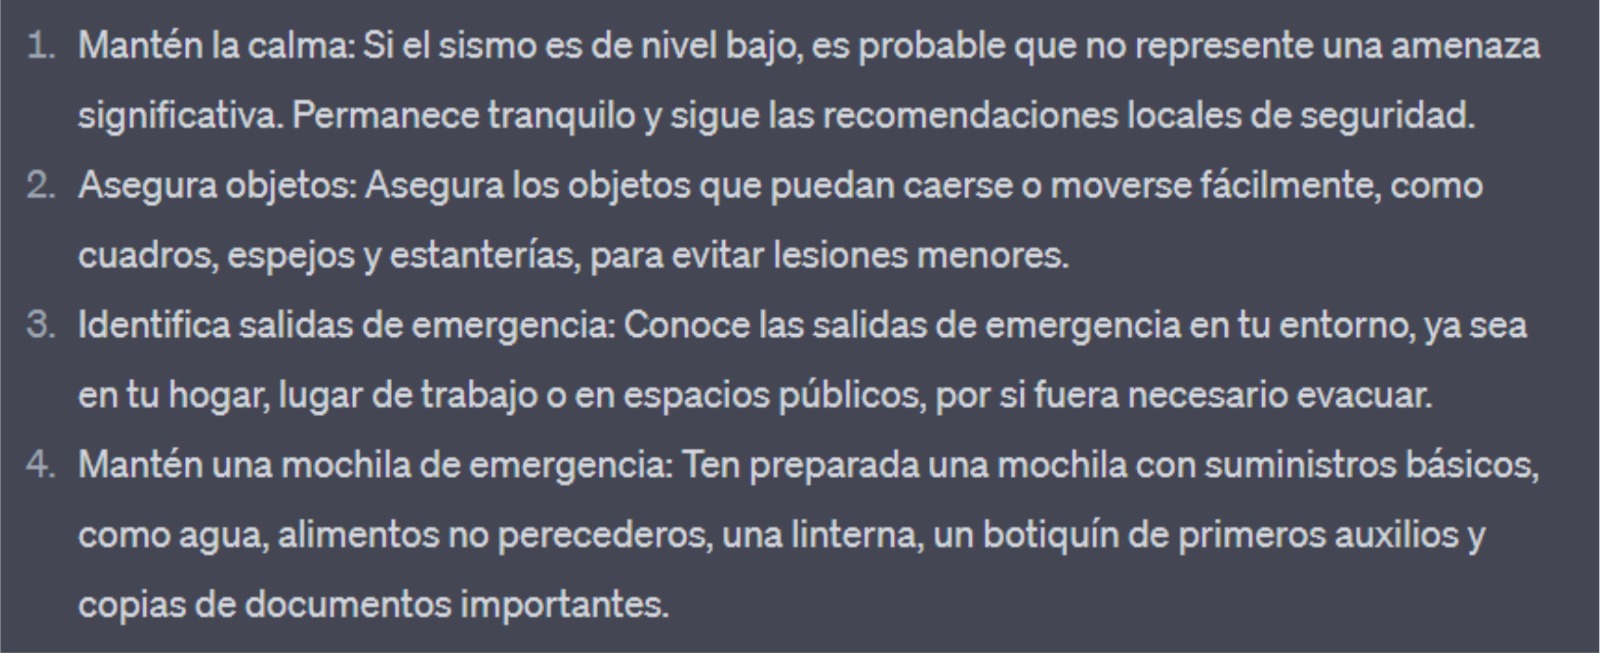 1. Mantén la calma: Si el sismo es de nivel bajo, es probable que no represente una amenaza
significativa. Permanece tranquilo y sigue las recomendaciones locales de seguridad.
2. Asegura objetos: Asegura los objetos que puedan caerse o moverse fácilmente, como
cuadros, espejos y estanterías, para evitar lesiones menores.
3. Identifica salidas de emergencia: Conoce las salidas de emergencia en tu entorno, ya sea
en tu hogar, lugar de trabajo o en espacios públicos, por si fuera necesario evacuar.
4. Mantén una mochila de emergencia: Ten preparada una mochila con suministros básicos,
como agua, alimentos no perecederos, una linterna, un botiquín de primeros auxilios y
copias de documentos importantes.